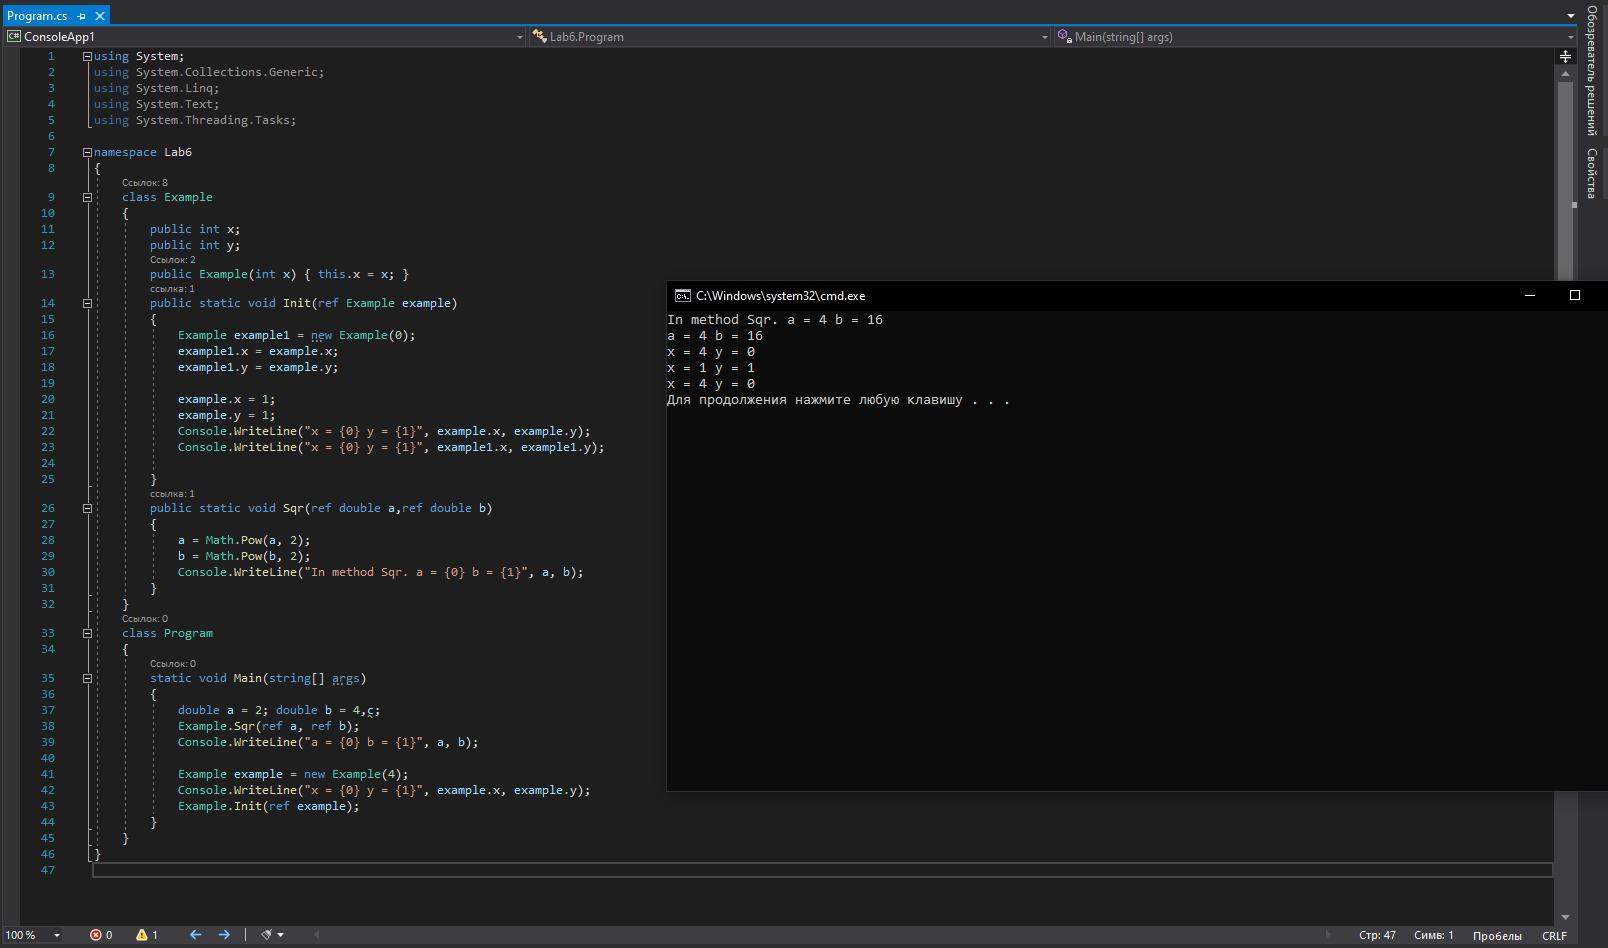 Program.cs
ConsoleApp1
Lab6.Program
Main(string[] args)
Обозреватель решений
Свойства
1 using System;
2 using System.Collections.Generic;
3 using System.Linq;
4 using System.Text;
5 using System.Threading.Tasks;
6
7 namespace Lab6
8 {
Ссылок: 8
9 class Example
10 {
11 public int x;
12 public int y;
Ссылок: 2
13 public Example(int x) { this.x = x; }
ссылка: 1
14 public static void Init(ref Example example)
15 {
16 Example example1 = new Example(0);
17 example1.x = example.x;
18 example1.y = example.y;
19
20 example.x = 1;
21 example.y = 1;
22 Console.WriteLine("x = {0} y = {1}", example.x, example.y);
23 Console.WriteLine("x = {0} y = {1}", example1.x, example1.y);
24
25 }
ссылка: 1
26 public static void Sqr(ref double a,ref double b)
27 {
28 a = Math.Pow(a, 2);
29 b = Math.Pow(b, 2);
30 Console.WriteLine("In method Sqr. a = {0} b = {1}", a, b);
31 }
32 }
Ссылок: 0
33 class Program
34 {
Ссылок: 0
35 static void Main(string[] args)
36 {
37 double a = 2; double b = 4,c;
38 Example.Sqr(ref a, ref b);
39 Console.WriteLine("a = {0} b = {1}", a, b);
40
41 Example example = new Example(4);
42 Console.WriteLine("x = {0} y = {1}", example.x, example.y);
43 Example.Init(ref example);
44 }
45 }
46 }
47
C:\Windows\system32\cmd.exe
In method Sqr. a = 4 b = 16
a = 4 b = 16
x = 4 y = 0
x = 1 y = 1
x = 4 y = 0
Для продолжения нажмите любую клавишу . . .
100 % 0 1 Стр: 47 Симв: 1 Пробелы CRLF